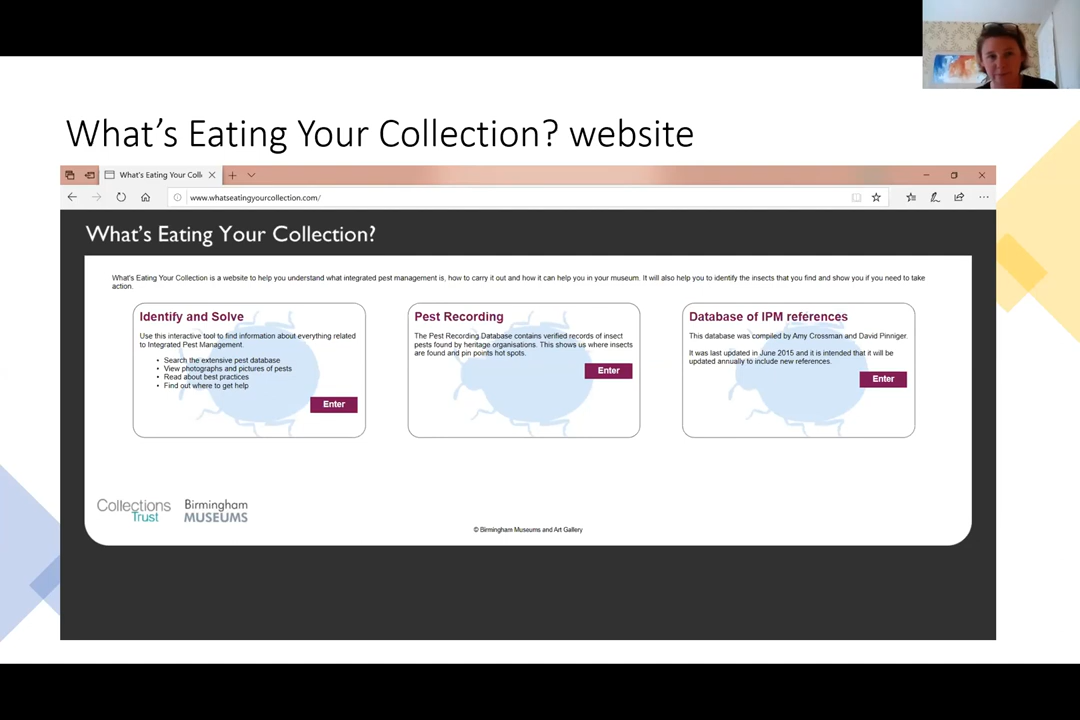 What's Eating Your Collection? website
What's Eating Your Coll
www.whatseatingyourcollection.com/
What's Eating Your Collection?
What's Eating Your Collection is a website to help you understand what integrated pest management is, how to carry it out and how it can help you in your museum. It will also help you to identify the insects that you find and show you if you need to take
action.
Identify and Solve
Use this interactive tool to find information about everything related
to Integrated Pest Management.
• Search the extensive pest database
• View photographs and pictures of pests
• Read about best practices
• Find out where to get help
Enter
Pest Recording
The Pest Recording Database contains verified records of insect
pests found by heritage organisations. This shows us where insects
are found and pin points hot spots.
Enter
Database of IPM references
This database was compiled by Amy Crossman and David Pinniger.
It was last updated in June 2015 and it is intended that it will be
updated annually to include new references.
Enter
Collections
Trust
Birmingham
MUSEUMS
© Birmingham Museums and Art Gallery